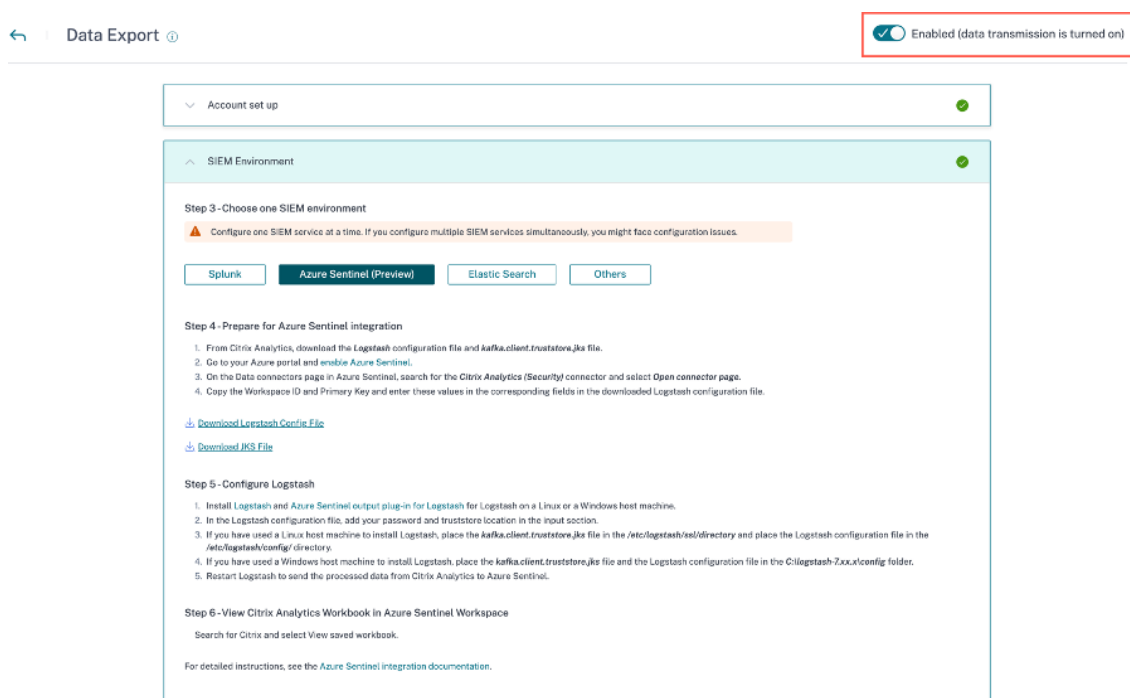 Data Export
Enabled (data transmission is turned on)
Account set up
SIEM Environment
Step 3 - Choose one SIEM environment
Configure one SIEM service at a time. If you configure multiple SIEM services simultaneously, you might face configuration issues.
Splunk
Azure Sentinel (Preview)
Elastic Search
Others
Step 4 - Prepare for Azure Sentinel integration
1. From Citrix Analytics, download the Logstash configuration file and kafka.client.truststore.jks file.
2. Go to your Azure portal and enable Azure Sentinel.
3. On the Data connectors page in Azure Sentinel, search for the Citrix Analytics (Security) connector and select Open connector page.
4. Copy the Workspace ID and Primary Key and enter these values in the corresponding fields in the downloaded Logstash configuration file.
Download Logstash Config File
Download JKS File
Step 5 - Configure Logstash
1. Install Logstash and Azure Sentinel output plug-in for Logstash for Logstash on a Linux or a Windows host machine.
2. In the Logstash configuration file, add your password and truststore location in the input section.
3. If you have used a Linux host machine to install Logstash, place the kafka.client.truststore.jks file in the /etc/logstash/ssl/directory and place the Logstash configuration file in the
/etc/logstash/config/ directory.
4. If you have used a Windows host machine to install Logstash, place the kafka.client.truststore.jks file and the Logstash configuration file in the C:\logstash-7.xx.x\config folder.
5. Restart Logstash to send the processed data from Citrix Analytics to Azure Sentinel.
Step 6 - View Citrix Analytics Workbook in Azure Sentinel Workspace
Search for Citrix and select View saved workbook.
For detailed instructions, see the Azure Sentinel integration documentation.